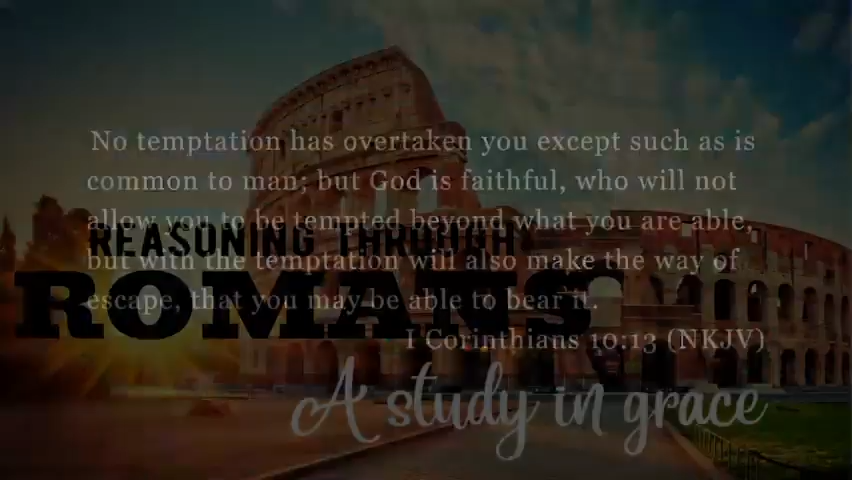 No temptation has overtaken you except such as is
common to man; but God is faithful, who will not
allow you to be tempted beyond what you are able,
but with the temptation will also make the way of
escape, that you may be able to bear it.
I Corinthians 10:13 (NKJV)
REASONING THROUGH
ROMANS
A study in grace